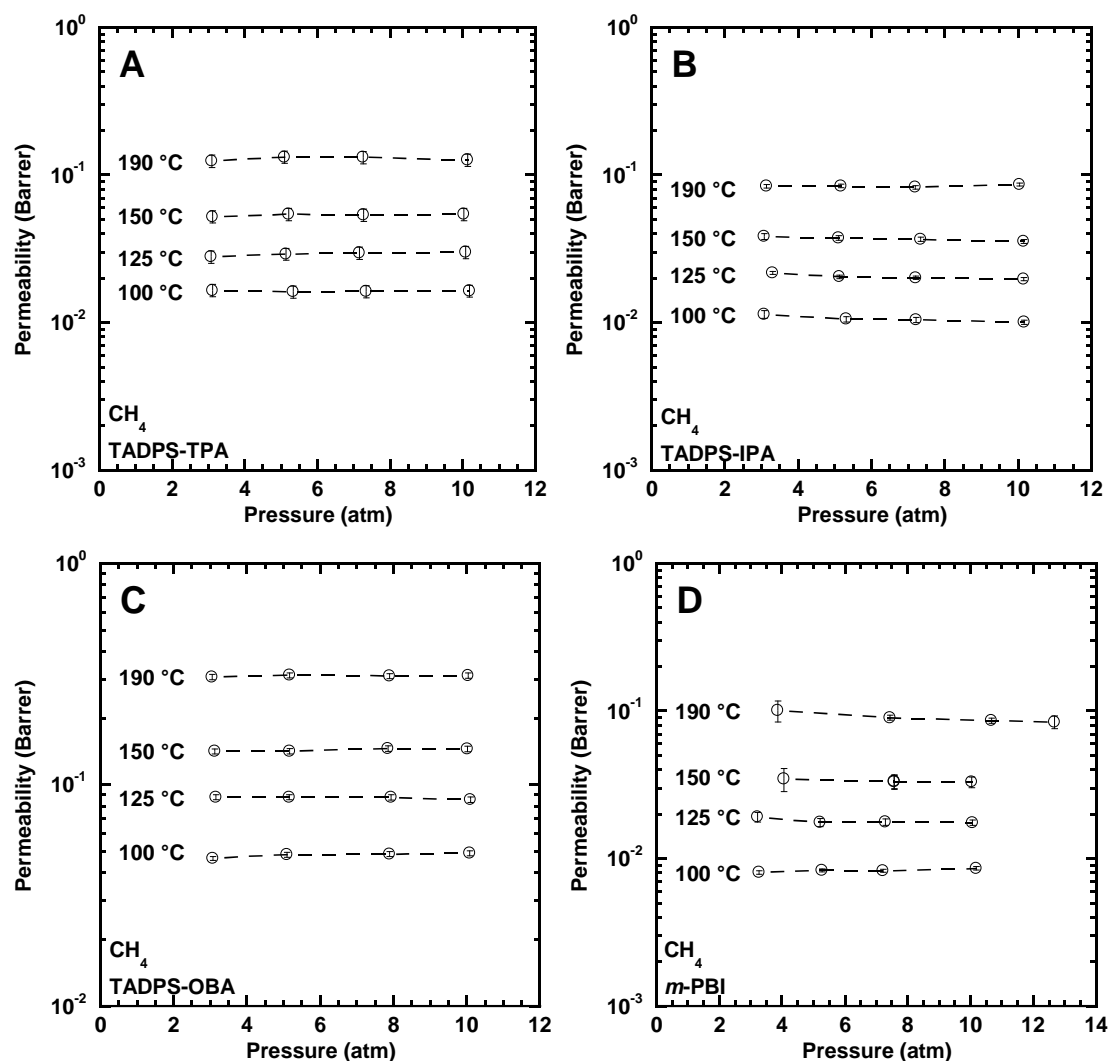 A
Permeability (Barrer)
10^0
10^-1
10^-2
10^-3
190 °C
150 °C
125 °C
100 °C
CH_4
TADPS-TPA
0 2 4 6 8 10 12
Pressure (atm)
B
Permeability (Barrer)
10^0
10^-1
10^-2
10^-3
190 °C
150 °C
125 °C
100 °C
CH_4
TADPS-IPA
0 2 4 6 8 10 12
Pressure (atm)
C
Permeability (Barrer)
10^0
10^-1
10^-2
190 °C
150 °C
125 °C
100 °C
CH_4
TADPS-OBA
0 2 4 6 8 10 12
Pressure (atm)
D
Permeability (Barrer)
10^0
10^-1
10^-2
10^-3
190 °C
150 °C
125 °C
100 °C
CH_4
m-PBI
0 2 4 6 8 10 12 14
Pressure (atm)